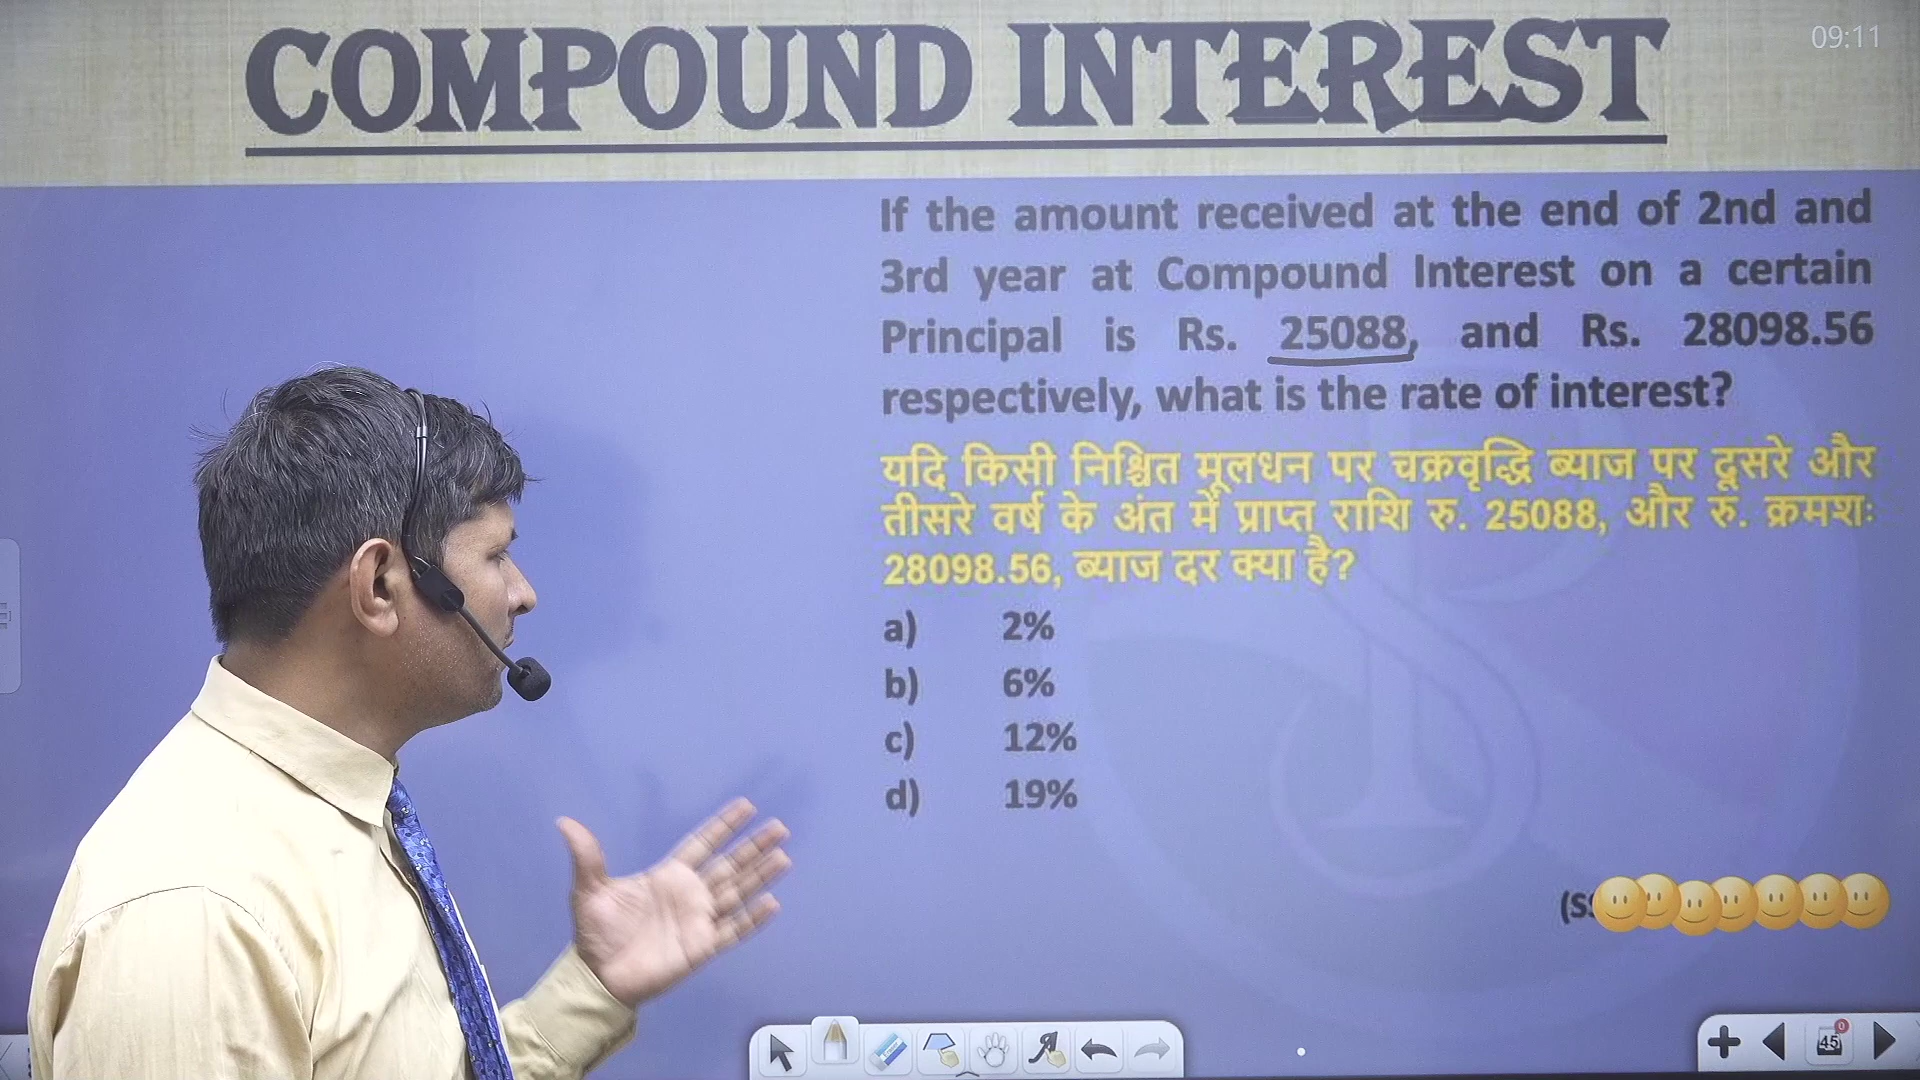 COMPOUND INTEREST
09:11
If the amount received at the end of 2nd and
3rd year at Compound Interest on a certain
Principal is Rs. 25088, and Rs. 28098.56
respectively, what is the rate of interest?
यदि किसी निश्चित मूलधन पर चक्रवृद्धि ब्याज पर दूसरे और
तीसरे वर्ष के अंत में प्राप्त राशि रु. 25088, और रु. क्रमशः
28098.56, ब्याज दर क्या है?
a) 2%
b) 6%
c) 12%
d) 19%
45
0